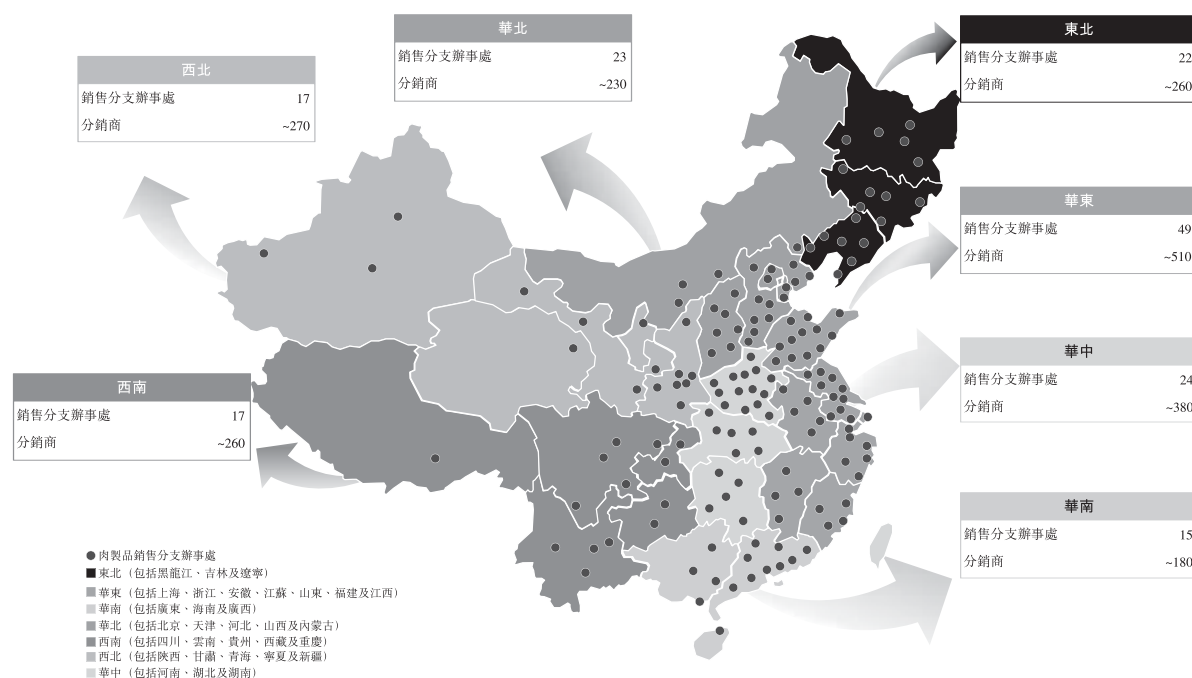 華北
銷售分支辦事處 23
分銷商 ~230
東北
銷售分支辦事處 22
分銷商 ~260
西北
銷售分支辦事處 17
分銷商 ~270
華東
銷售分支辦事處 49
分銷商 ~510
華中
銷售分支辦事處 24
分銷商 ~380
西南
銷售分支辦事處 17
分銷商 ~260
華南
銷售分支辦事處 15
分銷商 ~180
肉製品銷售分支辦事處
東北（包括黑龍江、吉林及遼寧）
華東（包括上海、浙江、安徽、江蘇、山東、福建及江西）
華南（包括廣東、海南及廣西）
華北（包括北京、天津、河北、山西及內蒙古）
西南（包括四川、雲南、貴州、西藏及重慶）
西北（包括陝西、甘肅、青海、寧夏及新疆）
華中（包括河南、湖北及湖南）